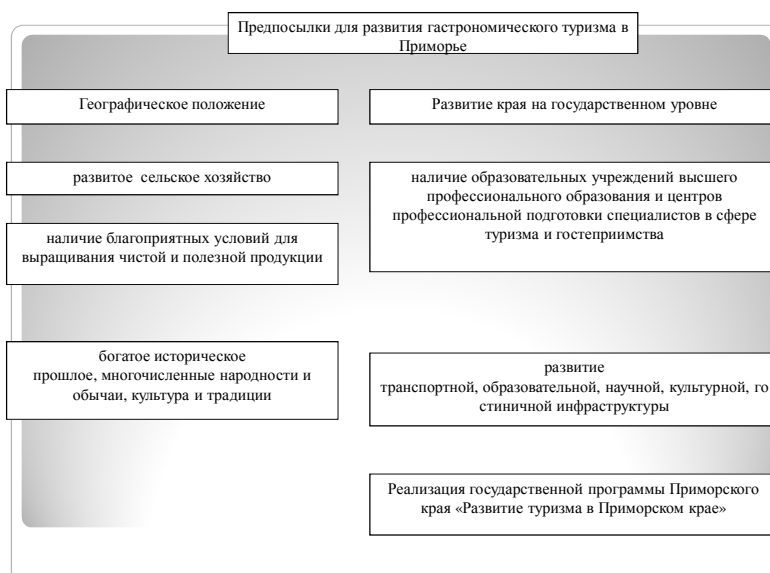 Предпосылки для развития гастрономического туризма в
Приморье
Географическое положение
развитое сельское хозяйство
наличие благоприятных условий для
выращивания чистой и полезной продукции
богатое историческое
прошлое, многочисленные народности и
обычаи, культура и традиции
Развитие края на государственном уровне
наличие образовательных учреждений высшего
профессионального образования и центров
профессиональной подготовки специалистов в сфере
туризма и гостеприимства
развитие
транспортной, образовательной, научной, культурной, го
стиничной инфраструктуры
Реализация государственной программы Приморского
края «Развитие туризма в Приморском крае»